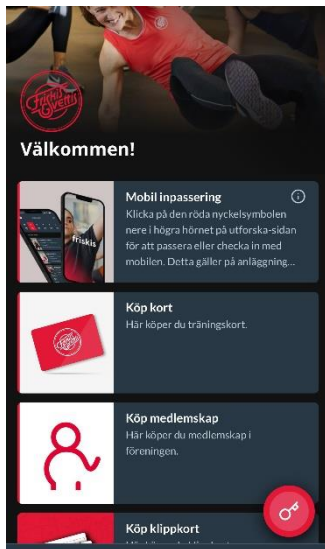 Friskis
Svettis
Välkommen!
Mobil inpassering
Klicka på den röda nyckelsymbolen
nere i högra hörnet på utforska-sidan
för att passera eller checka in med
mobilen. Detta gäller på anläggning...
friskis
Köp kort
Här köper du träningskort.
Köp medlemskap
Här köper du medlemskap i
föreningen.
Köp klippkort